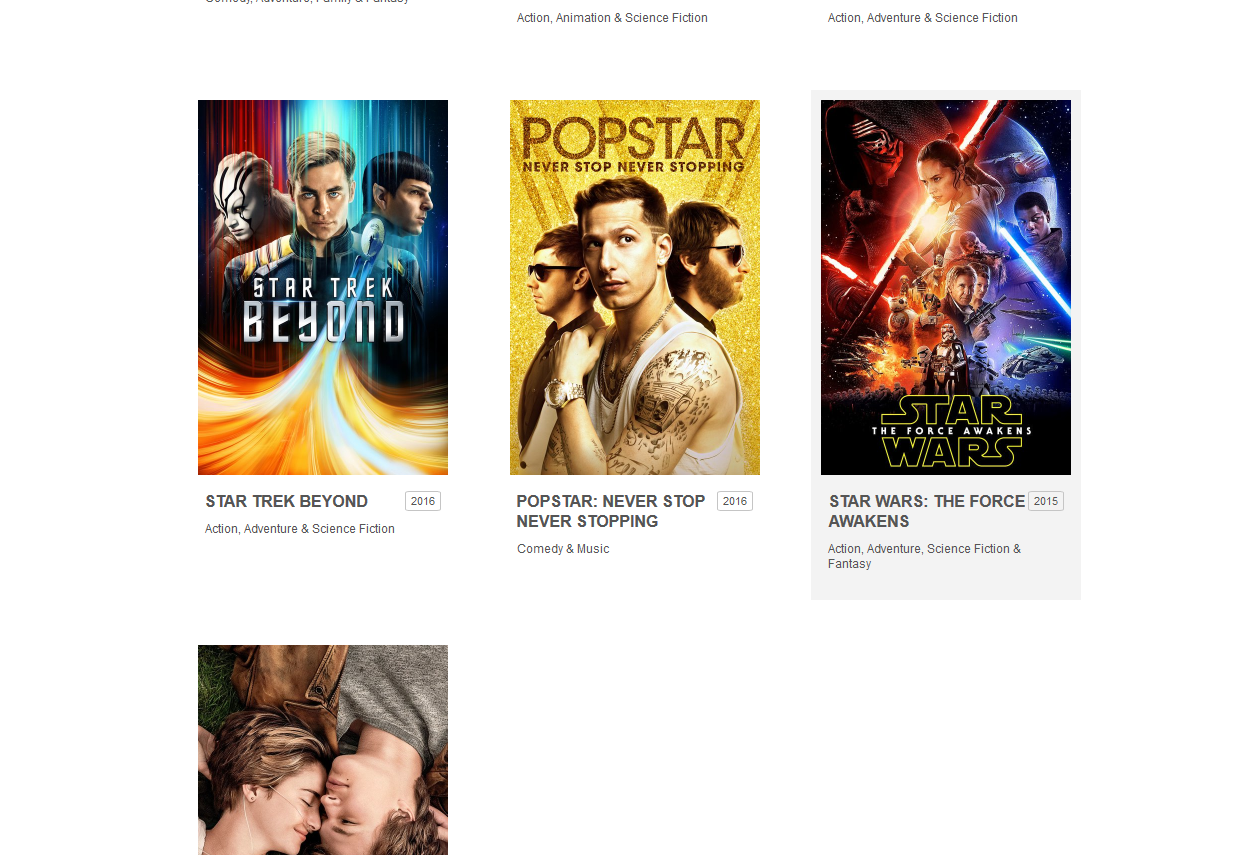 Comedy, Adventure, Family & Fantasy
Action, Animation & Science Fiction
Action, Adventure & Science Fiction
STAR TREK
BEYOND
POPSTAR
NEVER STOP NEVER STOPPING
STAR
THE FORCE AWAKENS
WARS
STAR TREK BEYOND
2016
Action, Adventure & Science Fiction
POPSTAR: NEVER STOP
NEVER STOPPING
2016
Comedy & Music
STAR WARS: THE FORCE
AWAKENS
2015
Action, Adventure, Science Fiction &
Fantasy